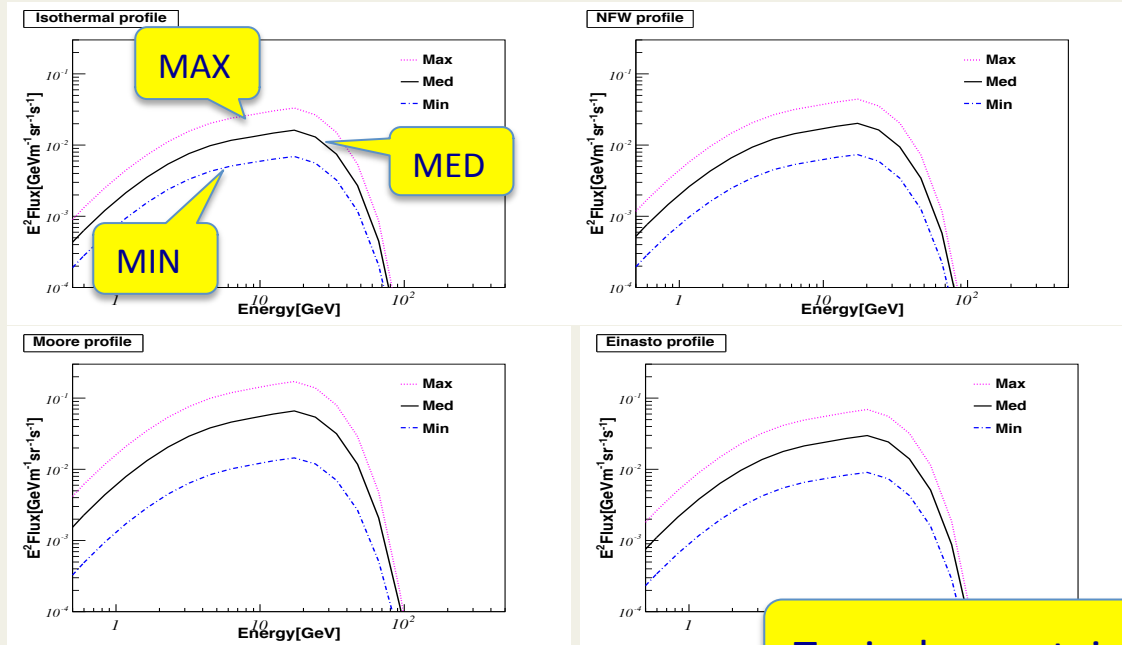 Isothermal profile
MAX
MED
MIN
Max
Med
Min
10⁻¹
10⁻²
10⁻³
10⁻⁴
E²Flux[GeVm⁻¹sr⁻¹s⁻¹]
1
10
10²
Energy[GeV]
NFW profile
Max
Med
Min
10⁻¹
10⁻²
10⁻³
10⁻⁴
E²Flux[GeVm⁻¹sr⁻¹s⁻¹]
1
10
10²
Energy[GeV]
Moore profile
Max
Med
Min
10⁻¹
10⁻²
10⁻³
10⁻⁴
E²Flux[GeVm⁻¹sr⁻¹s⁻¹]
1
10
10²
Energy[GeV]
Einasto profile
Max
Med
Min
10⁻¹
10⁻²
10⁻³
10⁻⁴
E²Flux[GeVm⁻¹sr⁻¹s⁻¹]
1